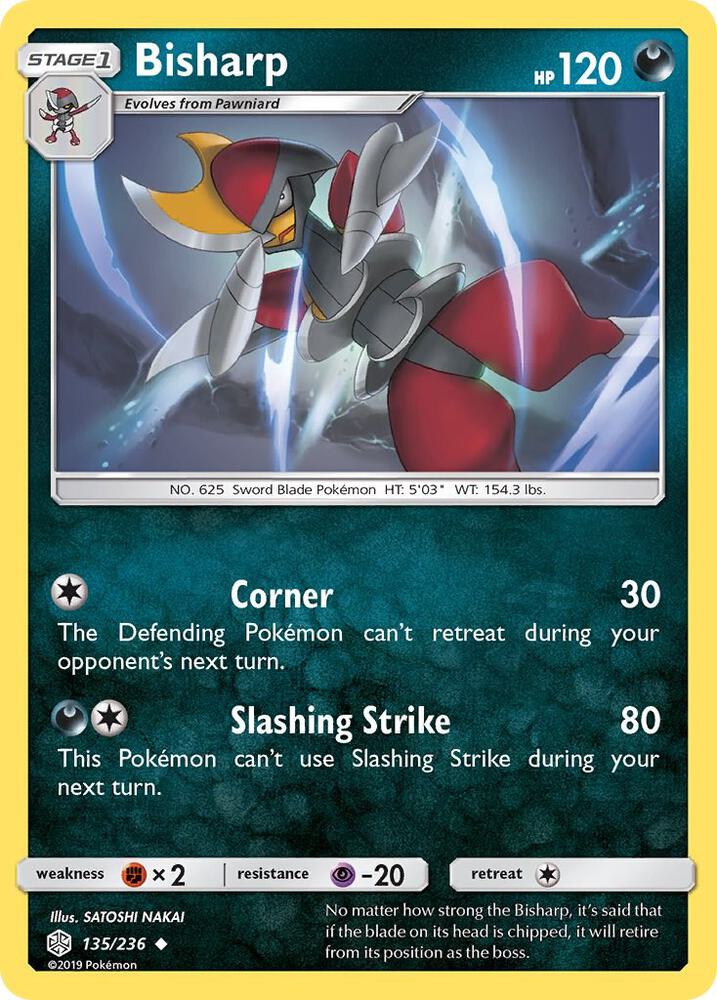 STAGE1
Bisharp
HP 120
Evolves from Pawniard
NO. 625 Sword Blade Pokémon HT: 5'03" WT: 154.3 lbs.
Corner 30
The Defending Pokémon can't retreat during your
opponent's next turn.
Slashing Strike 80
This Pokémon can't use Slashing Strike during your
next turn.
weakness ×2 resistance -20 retreat
Illus. SATOSHI NAKAI
135/236
©2019 Pokémon
No matter how strong the Bisharp, it's said that
if the blade on its head is chipped, it will retire
from its position as the boss.